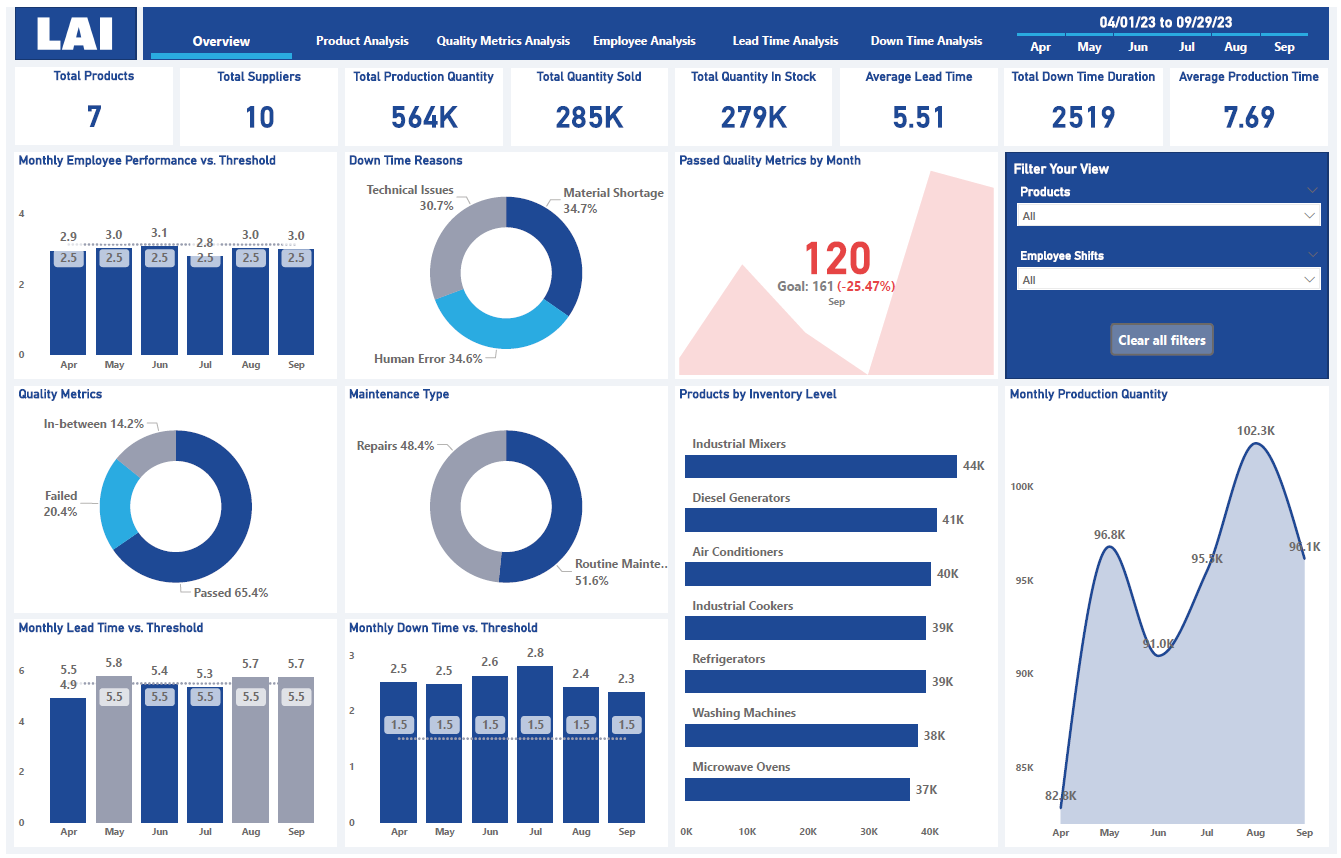 LAI
Overview
Product Analysis
Quality Metrics Analysis
Employee Analysis
Lead Time Analysis
Down Time Analysis
04/01/23 to 09/29/23
Apr May Jun Jul Aug Sep
Total Products
7
Total Suppliers
10
Total Production Quantity
564K
Total Quantity Sold
285K
Total Quantity In Stock
279K
Average Lead Time
5.51
Total Down Time Duration
2519
Average Production Time
7.69
Monthly Employee Performance vs. Threshold
4
2
0
2.9 3.0 3.1 2.8 3.0 3.0
2.5 2.5 2.5 2.5 2.5 2.5
Apr May Jun Jul Aug Sep
Down Time Reasons
Technical Issues
30.7%
Material Shortage
34.7%
Human Error 34.6%
Passed Quality Metrics by Month
120
Goal: 161 (-25.47%)
Sep
Filter Your View
Products
All
Employee Shifts
All
Clear all filters
Quality Metrics
In-between 14.2%
Failed
20.4%
Passed 65.4%
Maintenance Type
Repairs 48.4%
Routine Mainte..
51.6%
Products by Inventory Level
Industrial Mixers
44K
Diesel Generators
41K
Air Conditioners
40K
Industrial Cookers
39K
Refrigerators
39K
Washing Machines
38K
Microwave Ovens
37K
0K 10K 20K 30K 40K
Monthly Production Quantity
100K
95K
90K
85K
82.8K
96.8K
91.0K
95.5K
102.3K
96.1K
Apr May Jun Jul Aug Sep
Monthly Lead Time vs. Threshold
6
4
2
0
5.5 5.8 5.4 5.3 5.7 5.7
4.9
5.5 5.5 5.5 5.5 5.5
Apr May Jun Jul Aug Sep
Monthly Down Time vs. Threshold
3
2
1
0
2.5 2.5 2.6 2.8 2.4 2.3
1.5 1.5 1.5 1.5 1.5 1.5
Apr May Jun Jul Aug Sep